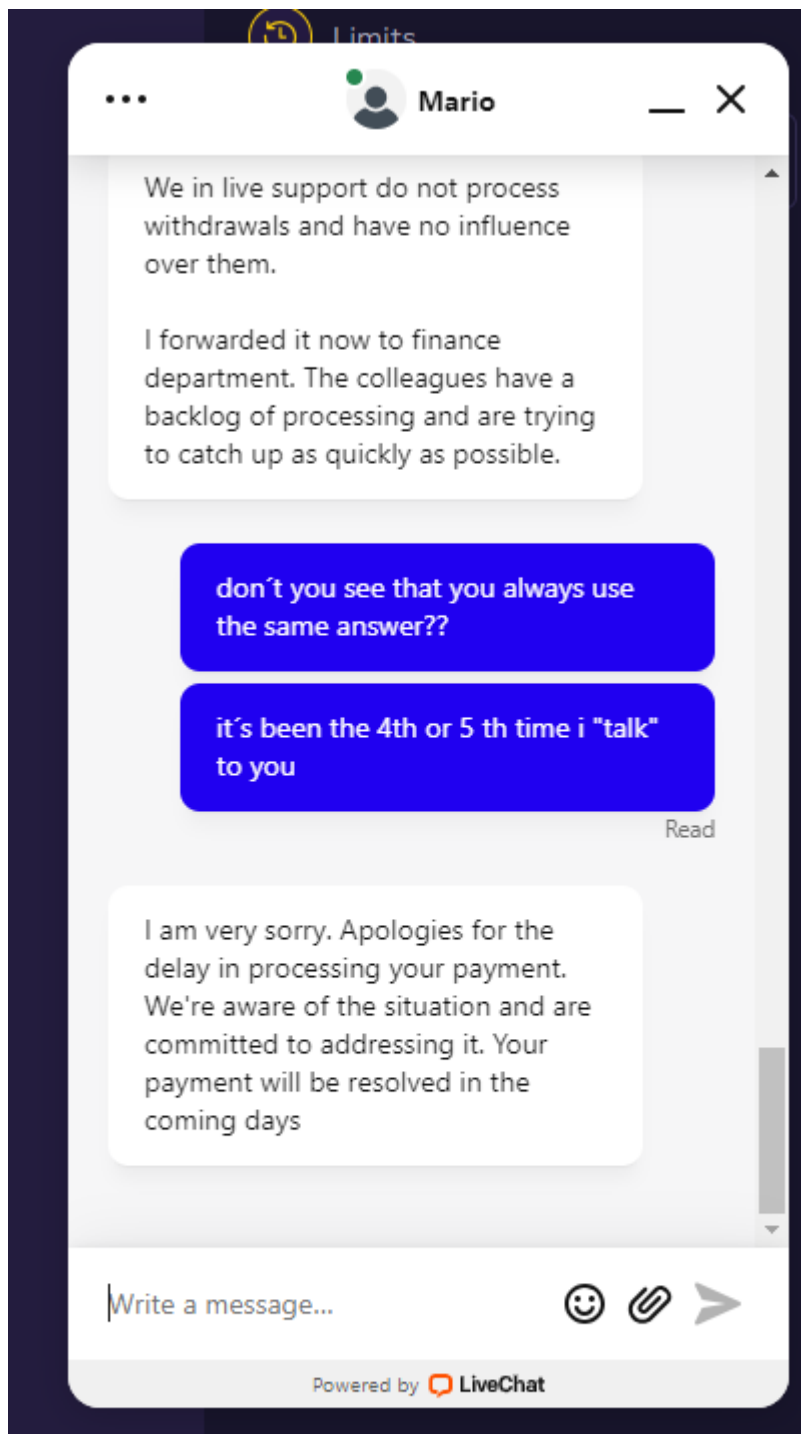 Limits
Mario
We in live support do not process
withdrawals and have no influence
over them.
I forwarded it now to finance
department. The colleagues have a
backlog of processing and are trying
to catch up as quickly as possible.
don´t you see that you always use
the same answer??
it´s been the 4th or 5 th time i "talk"
to you
Read
I am very sorry. Apologies for the
delay in processing your payment.
We're aware of the situation and are
committed to addressing it. Your
payment will be resolved in the
coming days
Write a message...
Powered by LiveChat